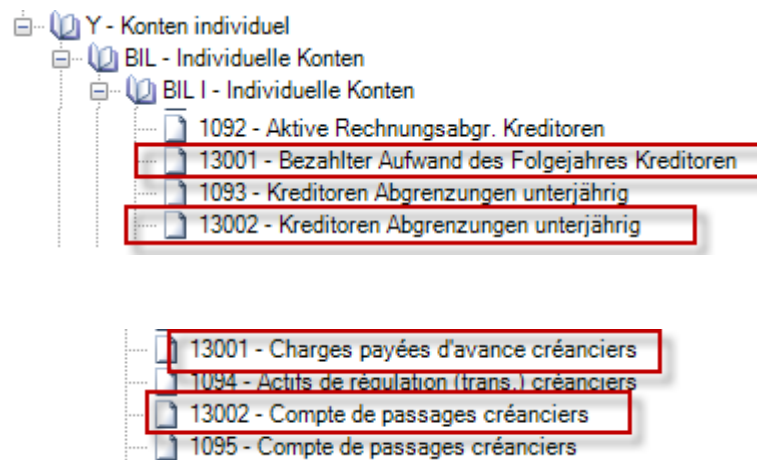 Y - Konten individuel
BIL - Individuelle Konten
BIL I - Individuelle Konten
1092 - Aktive Rechnungsabgr. Kreditoren
13001 - Bezahlter Aufwand des Folgejahres Kreditoren
1093 - Kreditoren Abgrenzungen unterjährig
13002 - Kreditoren Abgrenzungen unterjährig
13001 - Charges payées d'avance créanciers
1094 - Actifs de régulation (trans.) créanciers
13002 - Compte de passages créanciers
1095 - Compte de passages créanciers